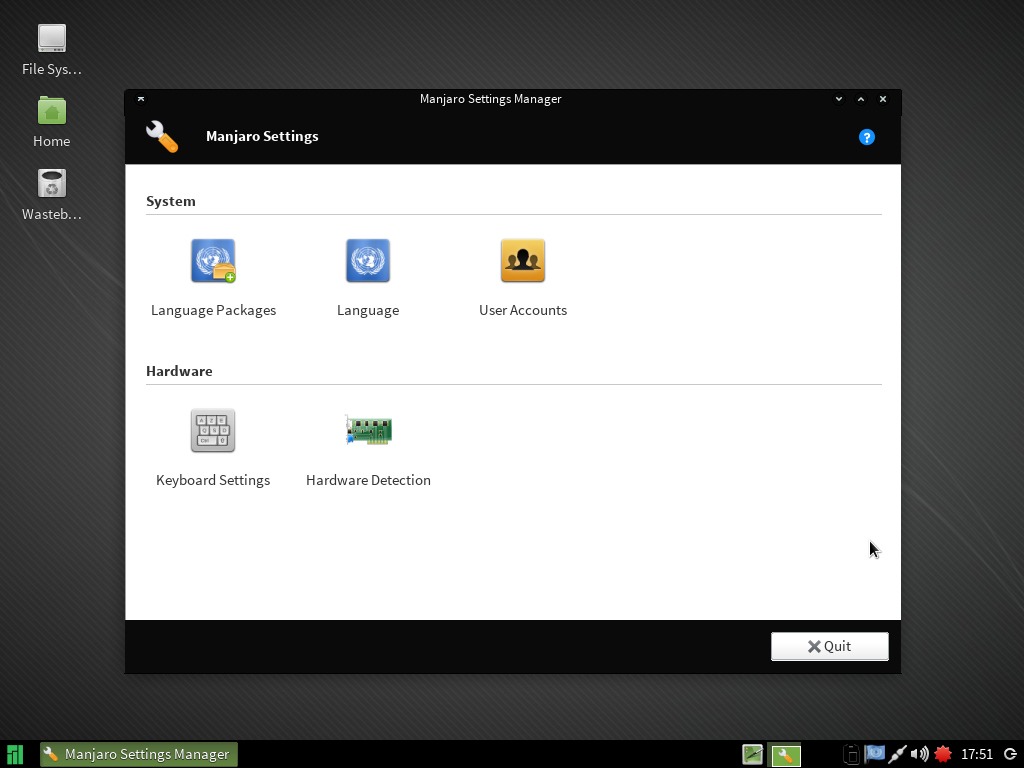 File Sys...
Home
Wasteb...
Manjaro Settings Manager
Manjaro Settings
?
System
Language Packages
Language
User Accounts
Hardware
Keyboard Settings
Hardware Detection
Quit
Manjaro Settings Manager
17:51